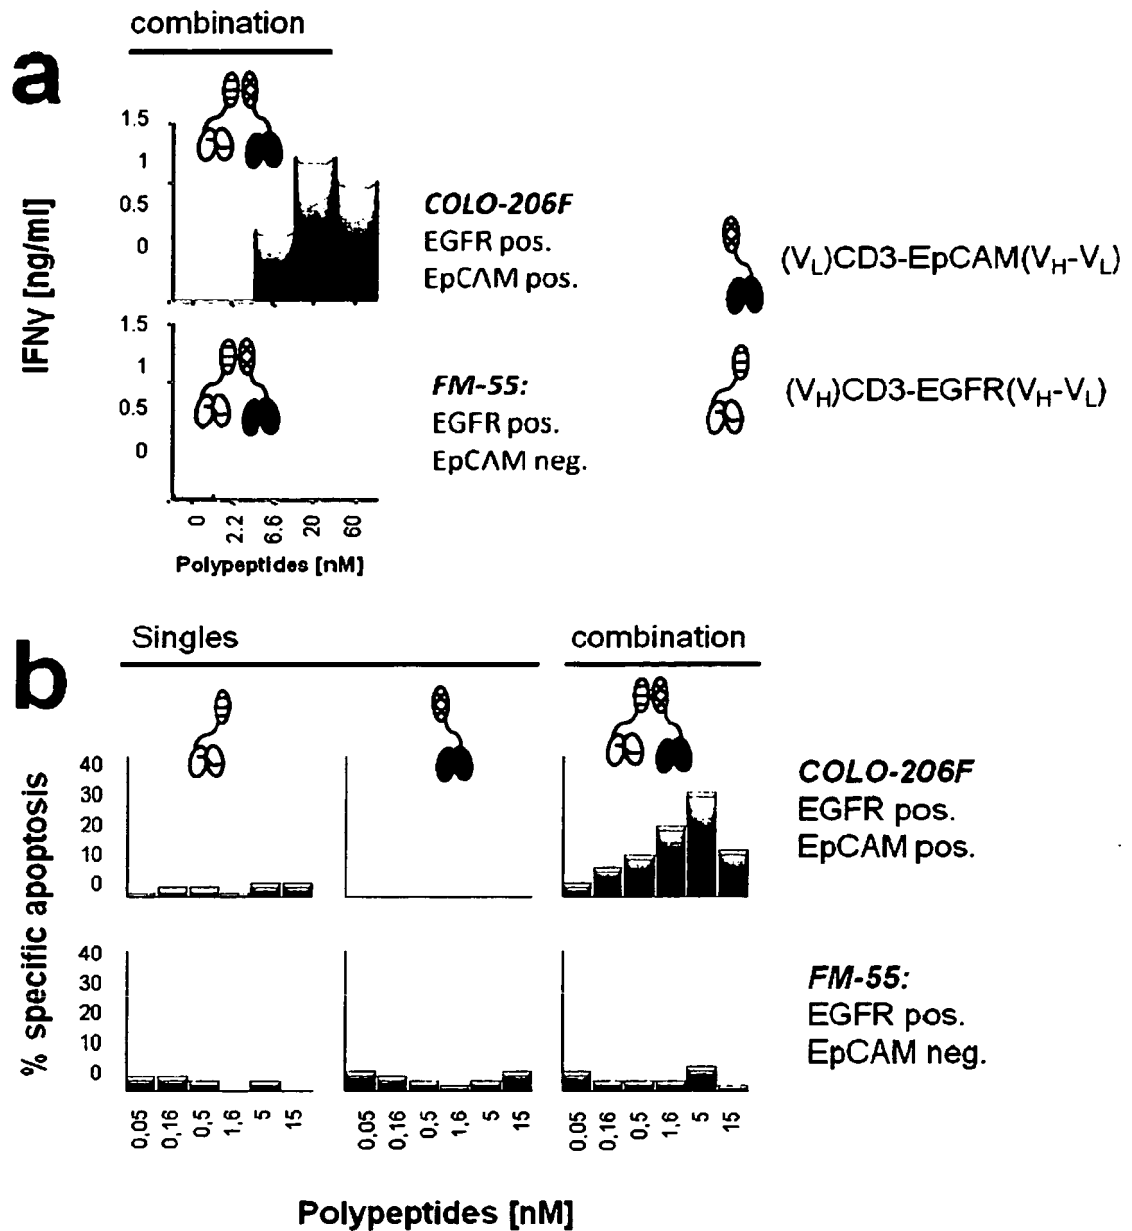 a
combination
IFNγ [ng/ml]
1.5
1
0.5
0
COLO-206F
EGFR pos.
EpCAM pos.
1.5
1
0.5
0
FM-55:
EGFR pos.
EpCAM neg.
0
2.2
6.6
20
60
Polypeptides [nM]
(VL)CD3-EpCAM(VH-VL)
(VH)CD3-EGFR(VH-VL)
b
Singles
combination
% specific apoptosis
40
30
20
10
0
COLO-206F
EGFR pos.
EpCAM pos.
40
30
20
10
0
FM-55:
EGFR pos.
EpCAM neg.
0,05 0,16 0,5 1,6 5 15
0,05 0,16 0,5 1,6 5 15
0,05 0,16 0,5 1,6 5 15
Polypeptides [nM]